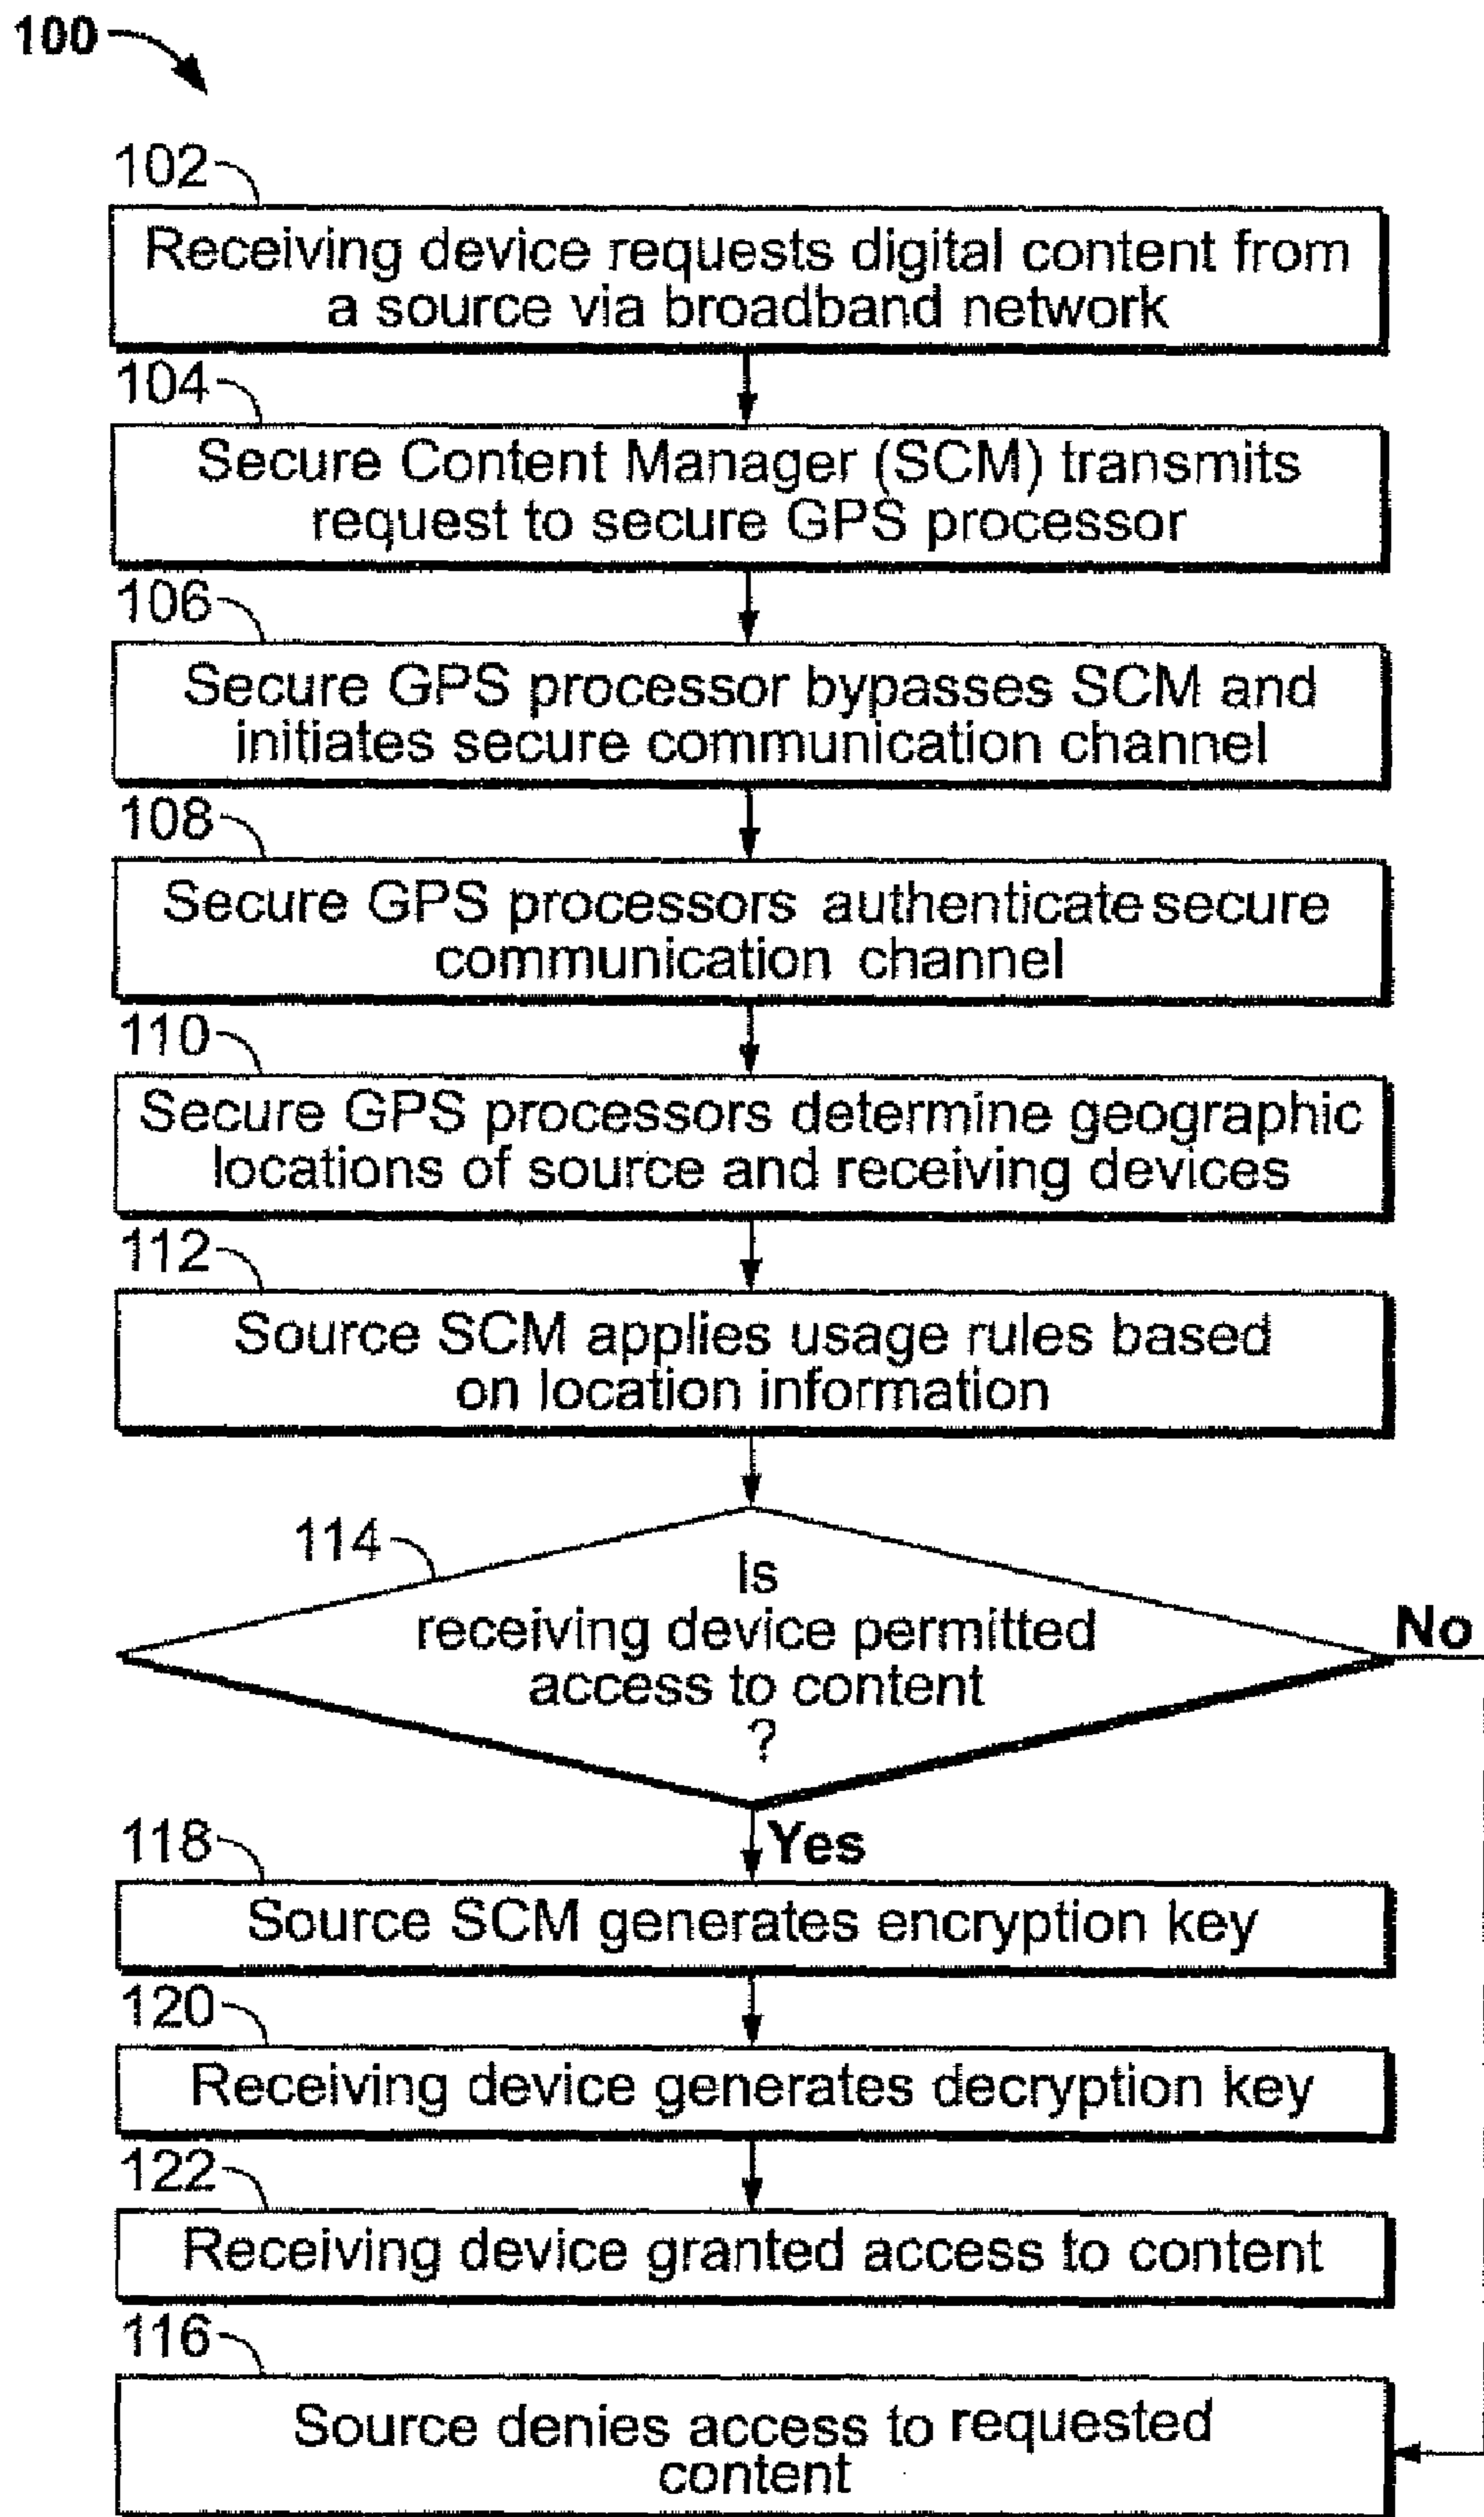 100
102
Receiving device requests digital content from
a source via broadband network
104
Secure Content Manager (SCM) transmits
request to secure GPS processor
106
Secure GPS processor bypasses SCM and
initiates secure communication channel
108
Secure GPS processors authenticate secure
communication channel
110
Secure GPS processors determine geographic
locations of source and receiving devices
112
Source SCM applies usage rules based
on location information
114
Is
receiving device permitted
access to content
?
No
Yes
118
Source SCM generates encryption key
120
Receiving device generates decryption key
122
Receiving device granted access to content
116
Source denies access to requested
content